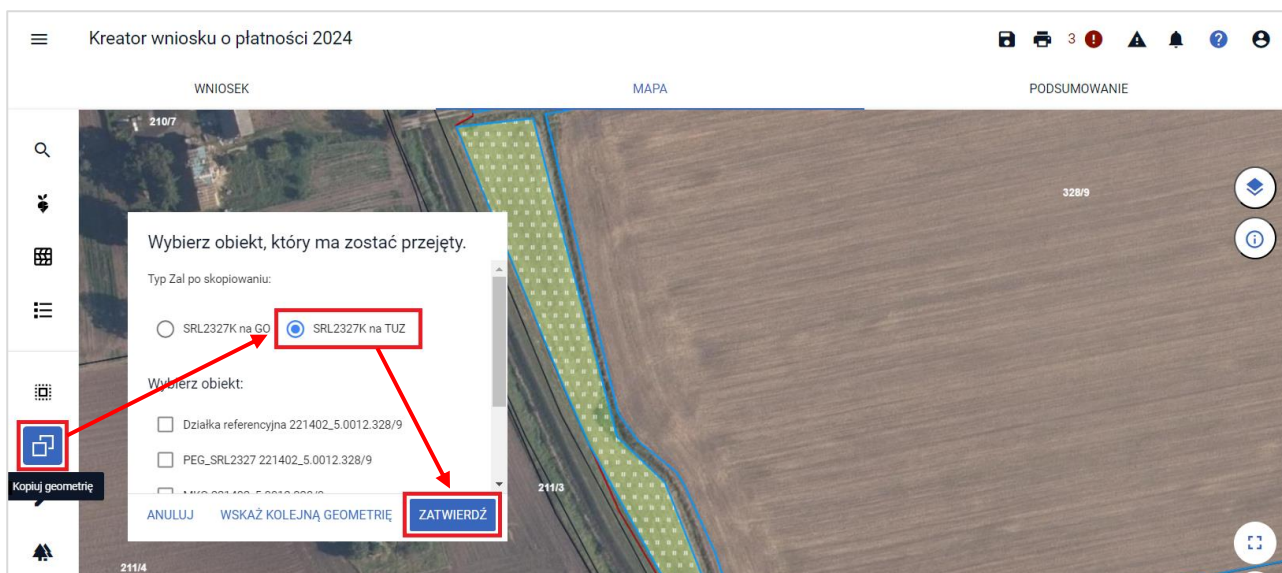 Kreator wniosku o płatności 2024
3
WNIOSEK
MAPA
PODSUMOWANIE
210/7
328/9
Wybierz obiekt, który ma zostać przejęty.
Typ Zal po skopiowaniu:
SRL2327K na GO
SRL2327K na TUZ
Wybierz obiekt:
Działka referencyjna 221402_5.0012.328/9
PEG_SRL2327 221402_5.0012.328/9
Kopiuj geometrię
211/3
ANULUJ
WSKAŻ KOLEJNĄ GEOMETRIĘ
ZATWIERDŹ
211/4